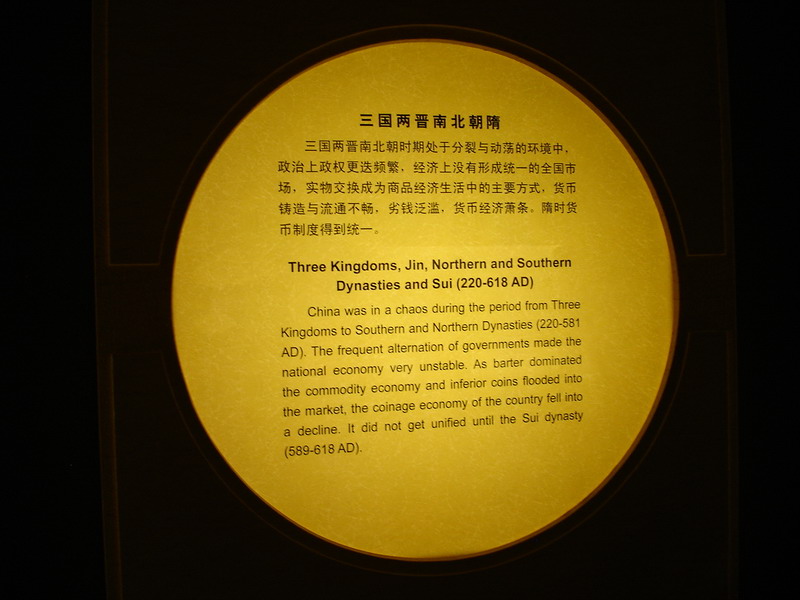 三国两晋南北朝隋
三国两晋南北朝时期处于分裂与动荡的环境中，
政治上政权更迭频繁，经济上没有形成统一的全国市
场，实物交换成为商品经济生活中的主要方式，货币
铸造与流通不畅，劣钱泛滥，货币经济萧条。隋时货
币制度得到统一。
Three Kingdoms, Jin, Northern and Southern
Dynasties and Sui (220-618 AD)
China was in a chaos during the period from Three
Kingdoms to Southern and Northern Dynasties (220-581
AD). The frequent alternation of governments made the
national economy very unstable. As barter dominated
the commodity economy and inferior coins flooded into
the market, the coinage economy of the country fell into
a decline. It did not get unified until the Sui dynasty
(589-618 AD).